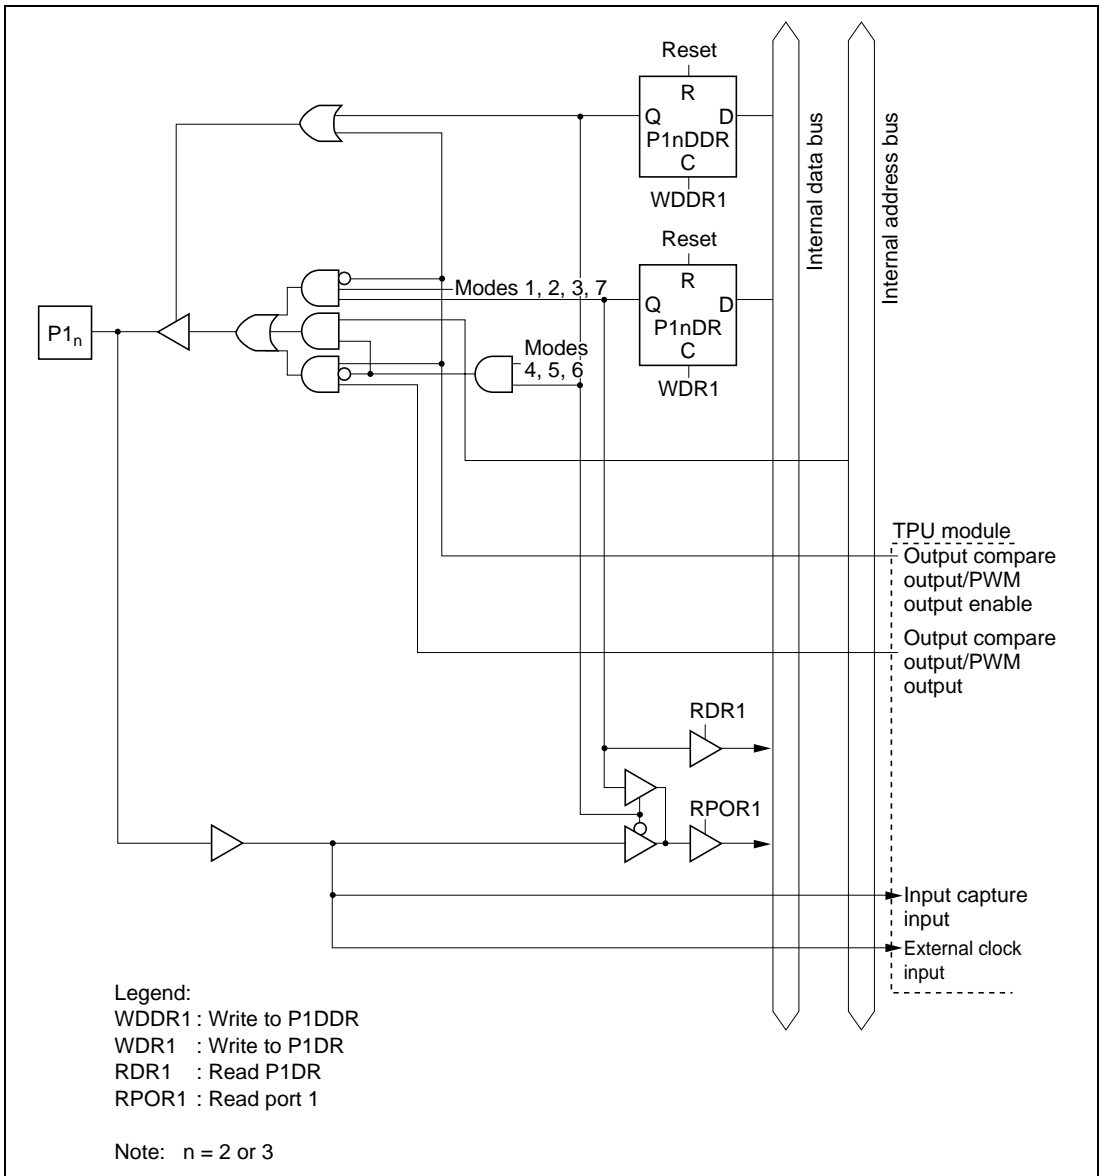 Reset
R
Q D
P1nDDR
C
WDDR1
Internal data bus
Internal address bus
Reset
R
Modes 1, 2, 3, 7
Q D
P1nDR
C
WDR1
P1n
Modes
4, 5, 6
TPU module
Output compare
output/PWM
output enable
Output compare
output/PWM
output
RDR1
RPOR1
Input capture
input
External clock
input
Legend:
WDDR1 : Write to P1DDR
WDR1 : Write to P1DR
RDR1 : Read P1DR
RPOR1 : Read port 1
Note: n = 2 or 3